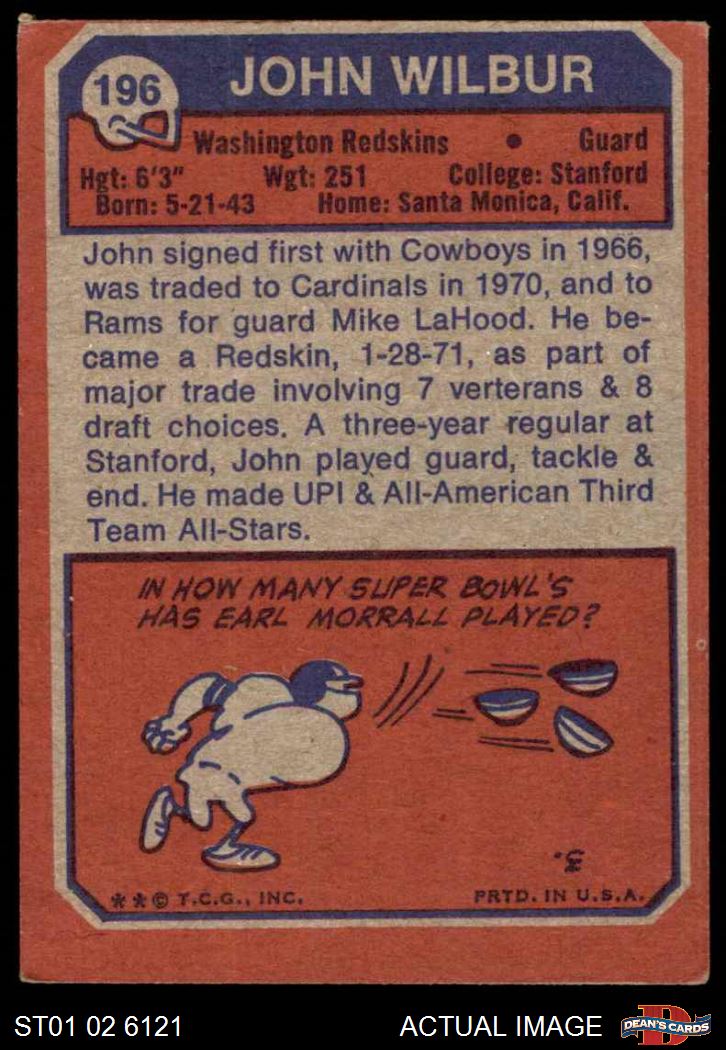 196
JOHN WILBUR
Washington Redskins • Guard
Hgt: 6'3" Wgt: 251 College: Stanford
Born: 5-21-43 Home: Santa Monica, Calif.
John signed first with Cowboys in 1966,
was traded to Cardinals in 1970, and to
Rams for guard Mike LaHood. He be-
came a Redskin, 1-28-71, as part of
major trade involving 7 verterans & 8
draft choices. A three-year regular at
Stanford, John played guard, tackle &
end. He made UPI & All-American Third
Team All-Stars.
IN HOW MANY SUPER BOWL'S
HAS EARL MORRALL PLAYED?
* * © T.C.G., INC. PRTD. IN U.S.A.
ST01 02 6121 ACTUAL IMAGE
D
DEAN'S CARDS